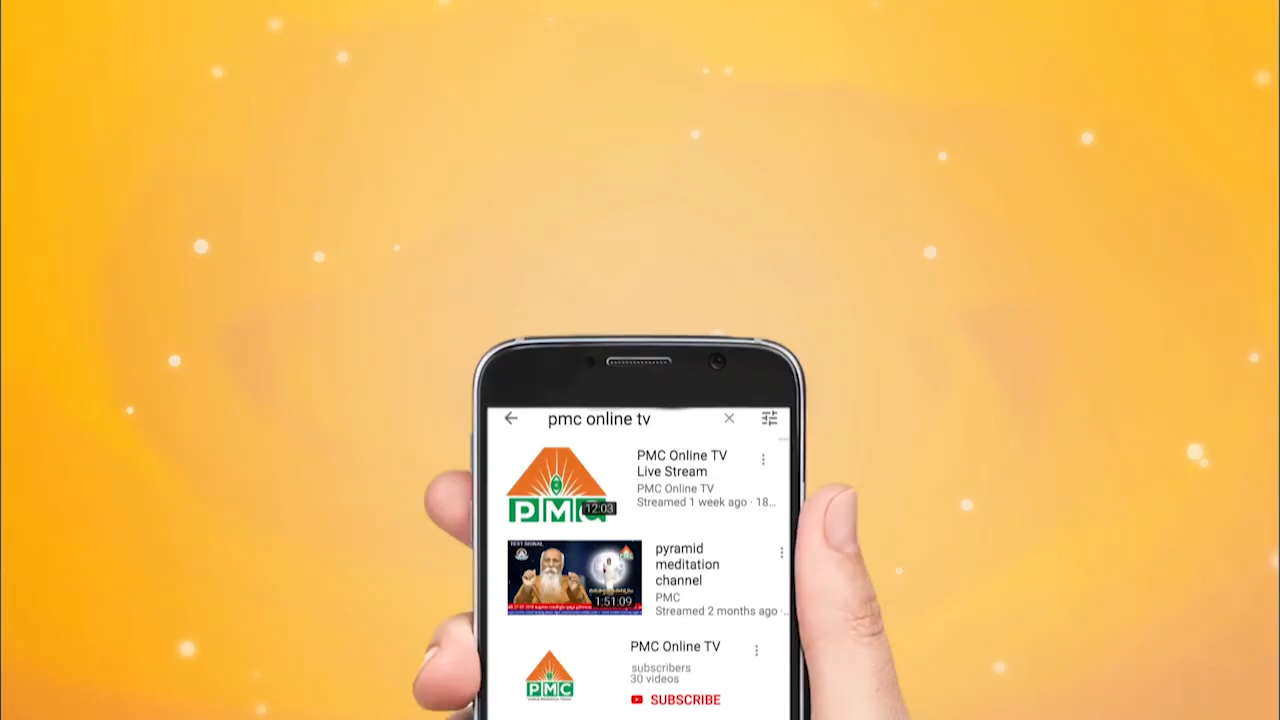 pmc online tv
PMC Online TV
Live Stream
PMC Online TV
Streamed 1 week ago · 18...
PMC
12:03
TEST SIGNAL
1:51:09
pyramid
meditation
channel
PMC
Streamed 2 months ago ·..
PMC Online TV
subscribers
30 videos
SUBSCRIBE
PMC